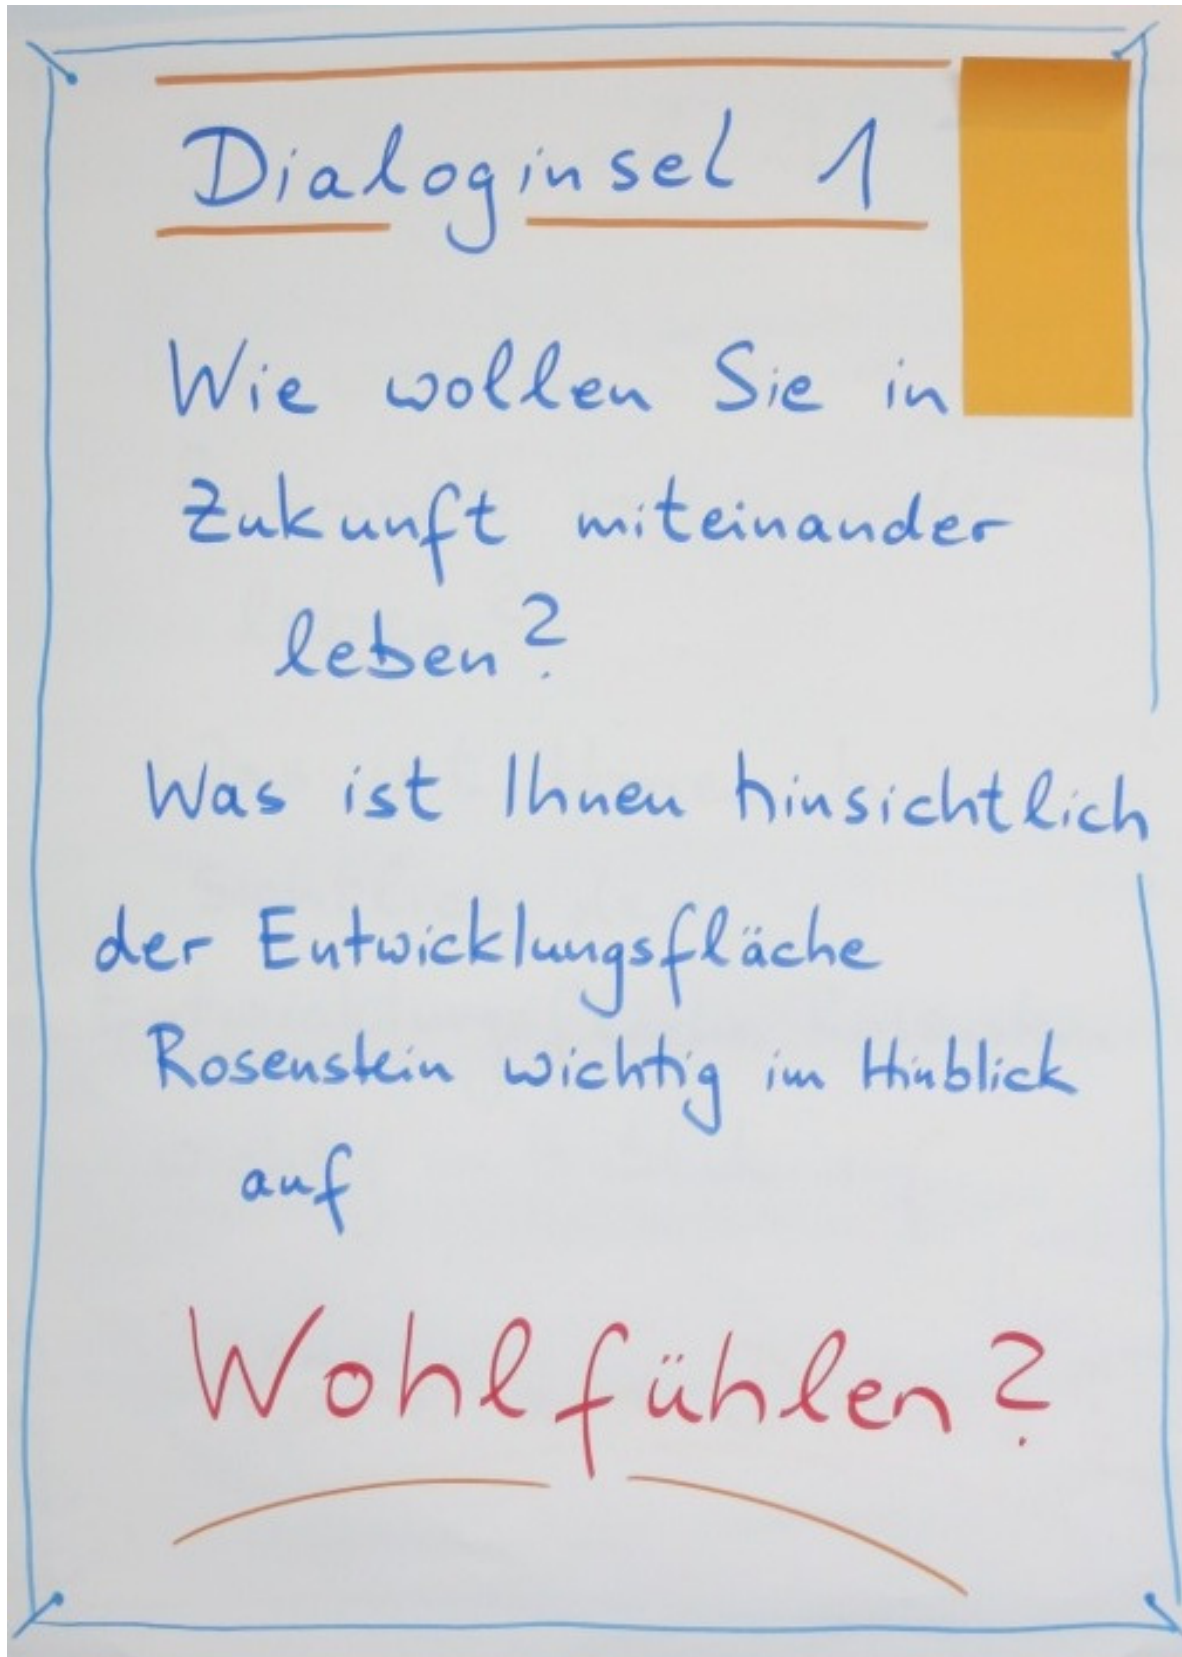 Dialoginsel 1
Wie wollen Sie in
Zukunft miteinander
leben?
Was ist Ihnen hinsichtlich
der Entwicklungsfläche
Rosenstein wichtig im Hinblick
auf
Wohlfühlen?